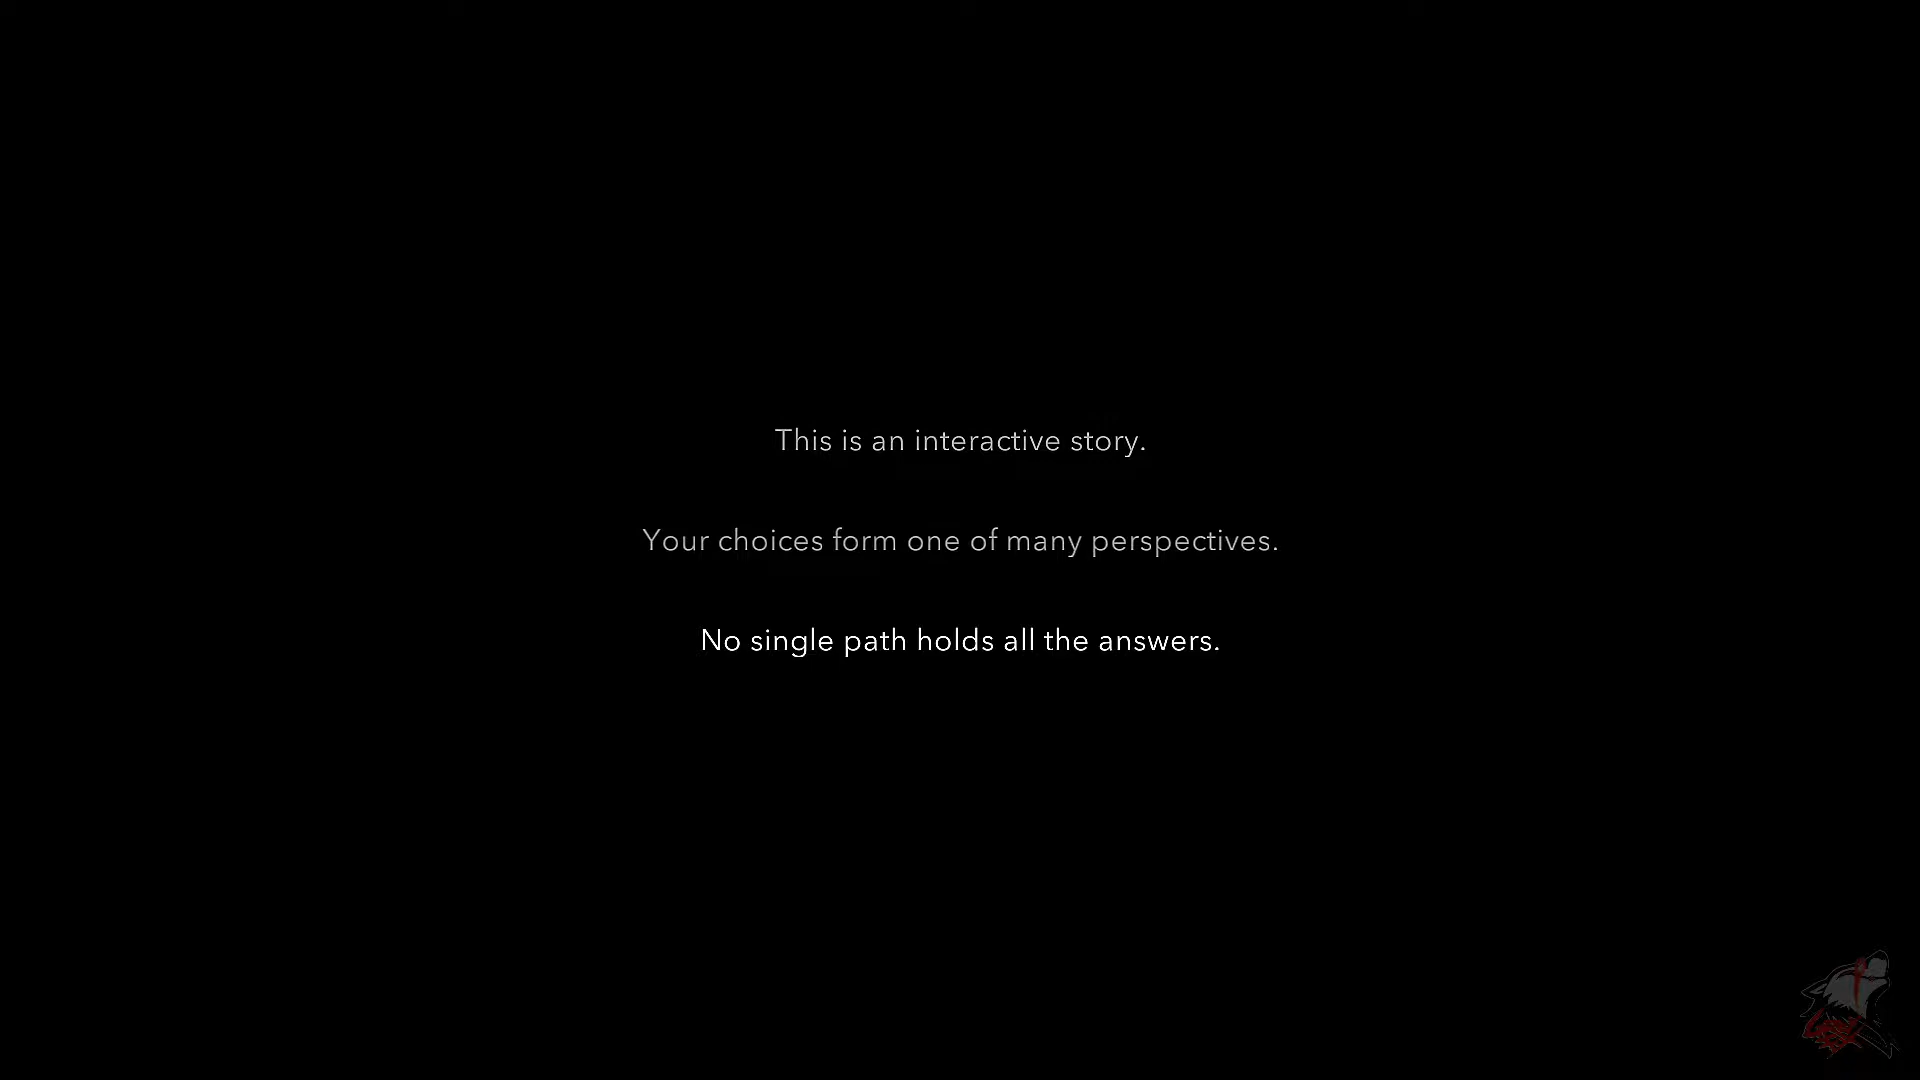 This is an interactive story.
Your choices form one of many perspectives.
No single path holds all the answers.